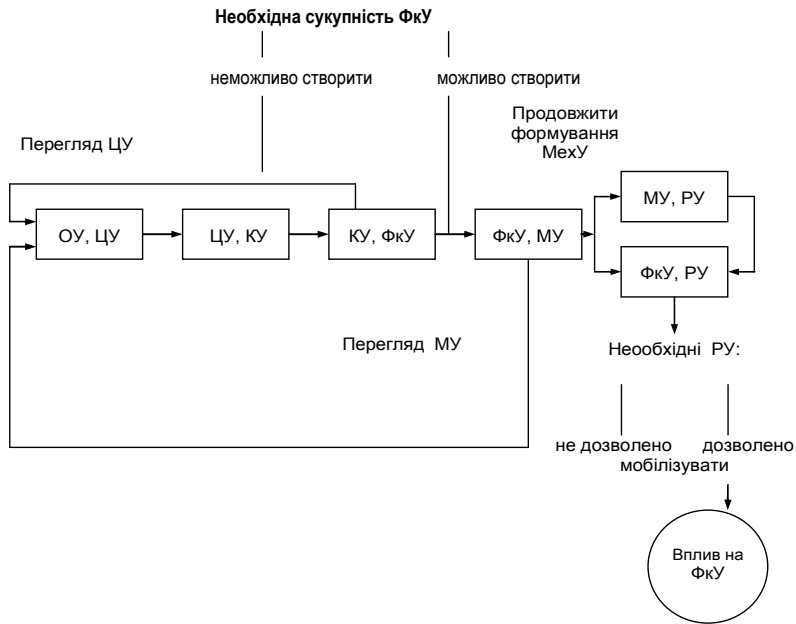 Необхідна сукупність ФкУ
неможливо створити
можливо створити
Продовжити
формування
МехУ
Перегляд ЦУ
МУ, РУ
ОУ, ЦУ
ЦУ, КУ
КУ, ФкУ
ФкУ, МУ
ФкУ, РУ
Перегляд МУ
Неообхідні РУ:
не дозволено
дозволено
мобілізувати
Вплив на
ФкУ